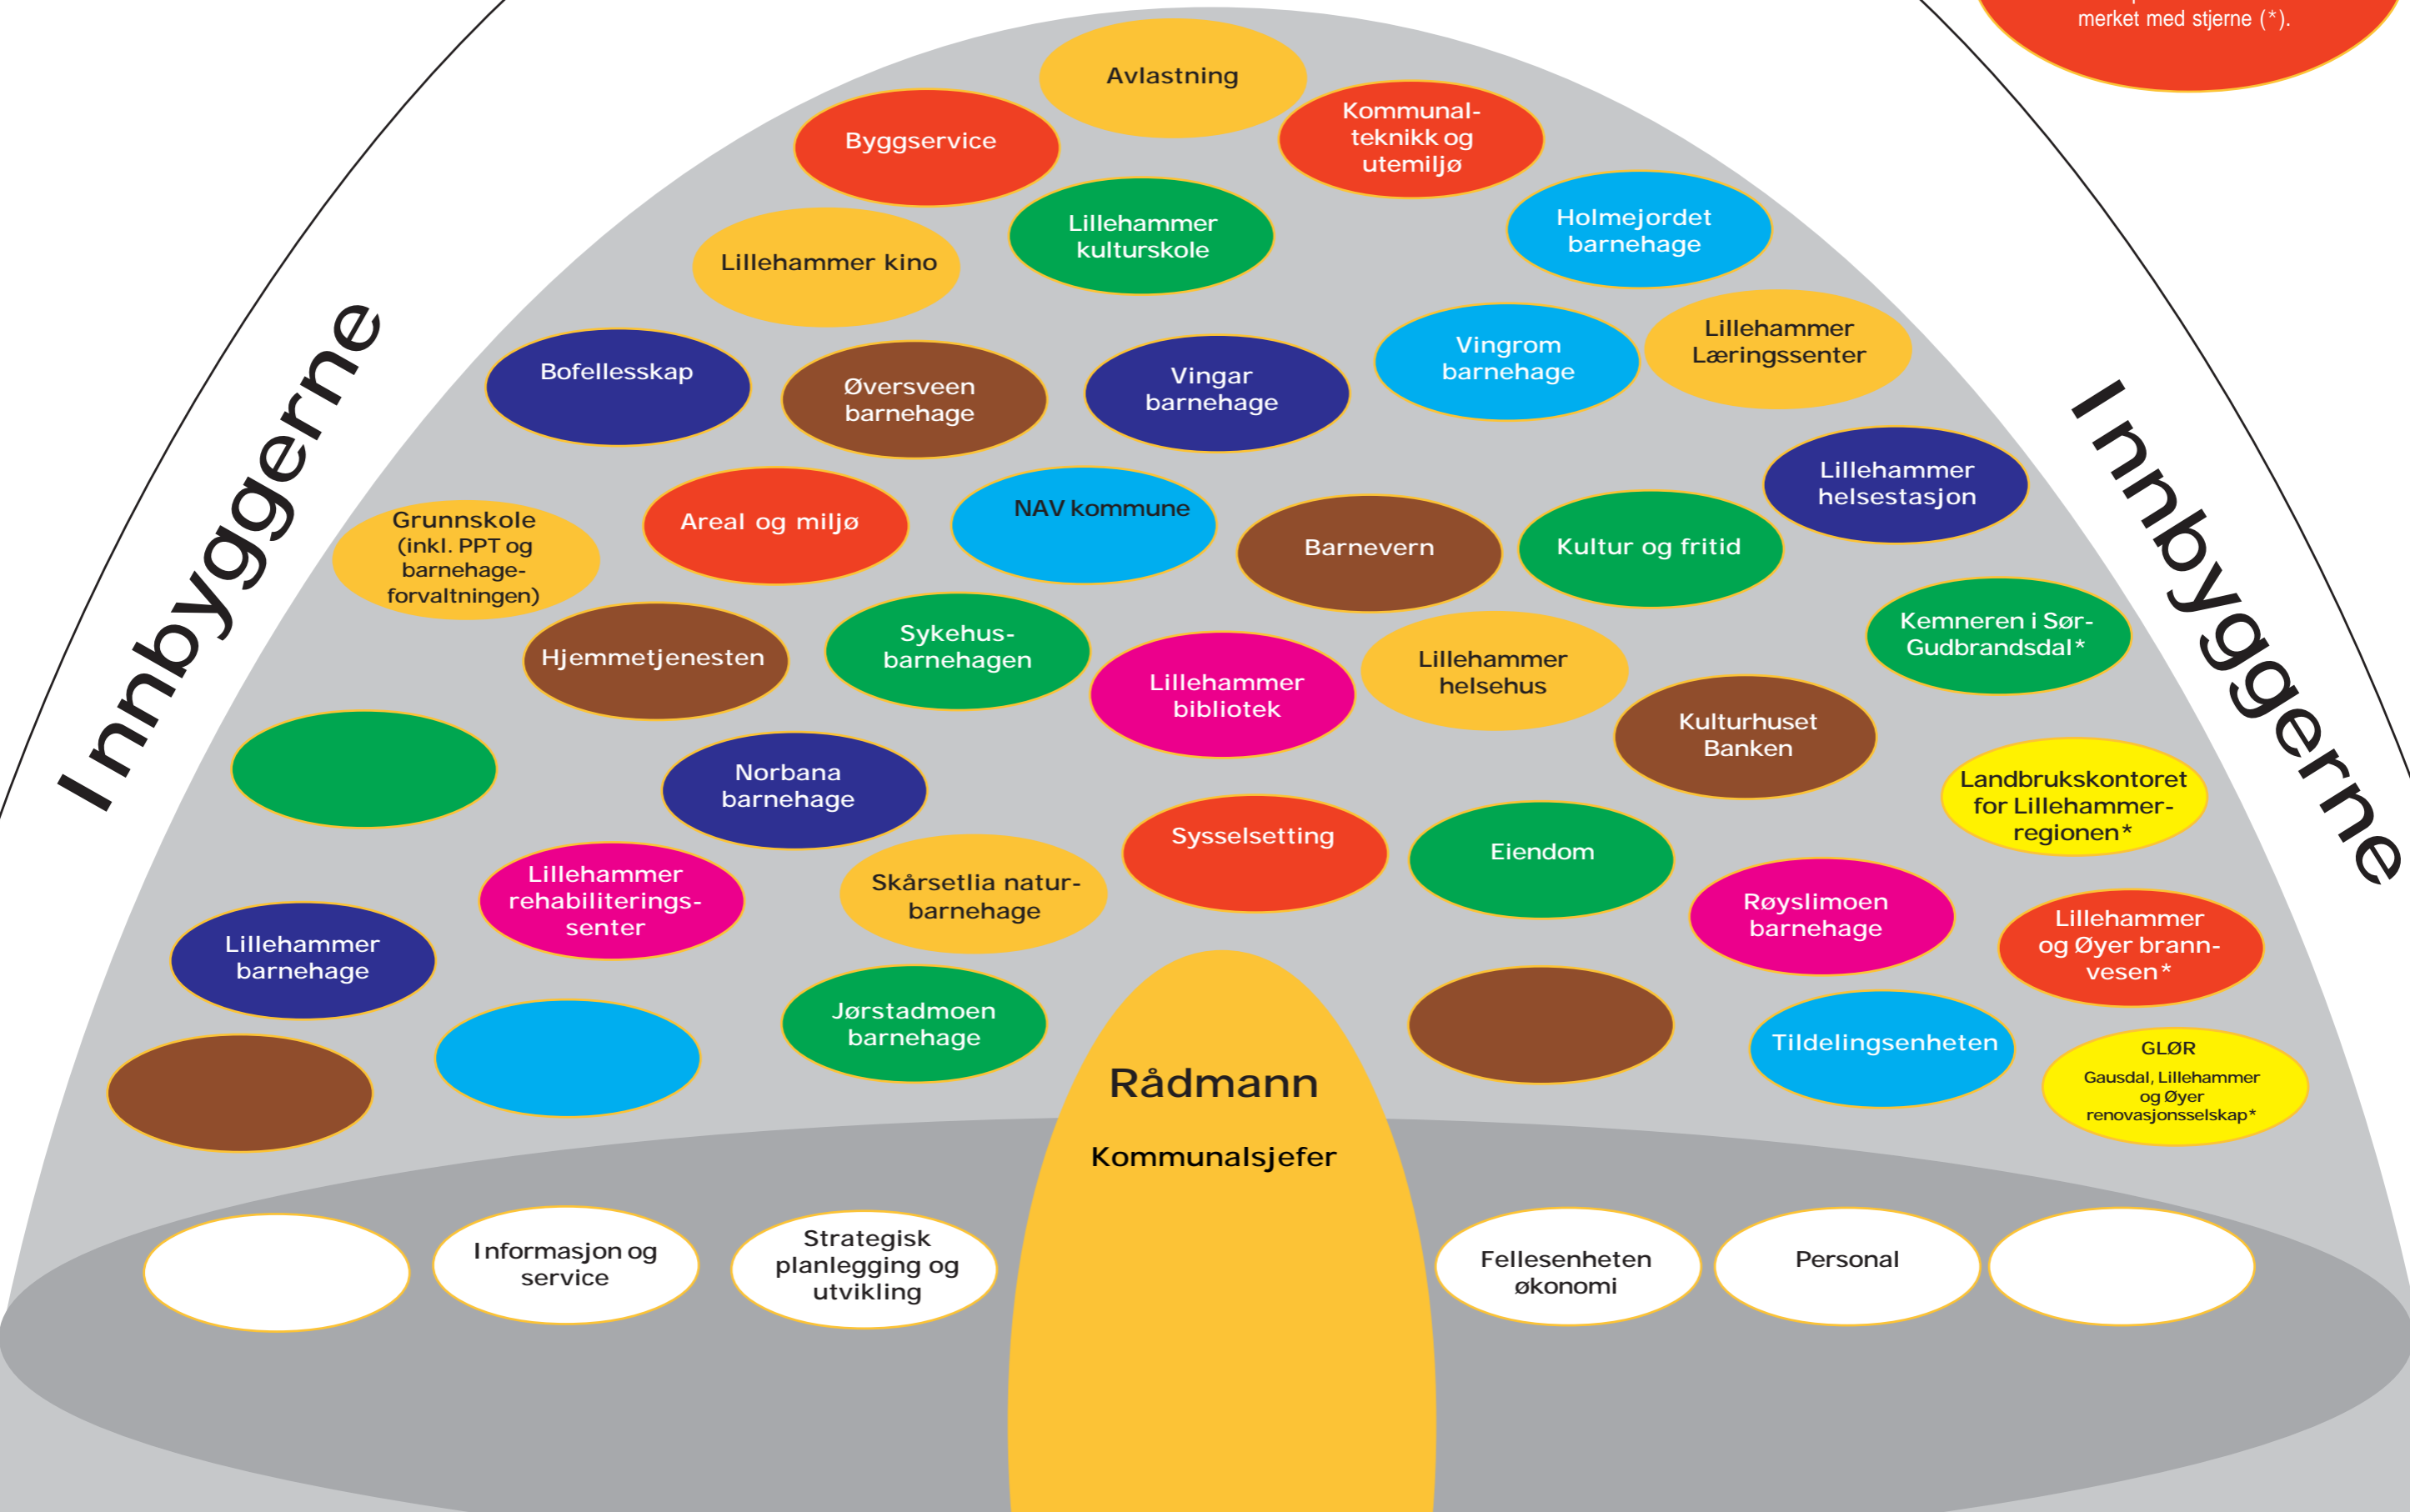 merket med stjerne (*).
Avlastning
Byggservice
Kommunal-
teknikk og
utemiljø
Lillehammer
kulturskole
Holmejordet
barnehage
Lillehammer kino
Lillehammer
Læringssenter
Bofellesskap
Øversveen
barnehage
Vingar
barnehage
Vingrom
barnehage
Innbyggerne
Innbyggerne
Lillehammer
helsestasjon
Grunnskole
(inkl. PPT og
barnehage-
forvaltningen)
Areal og miljø
NAV kommune
Barnevern
Kultur og fritid
Kemneren i Sør-
Gudbrandsdal*
Hjemmetjenesten
Sykehus-
barnehagen
Lillehammer
bibliotek
Lillehammer
helsehus
Kulturhuset
Banken
Norbana
barnehage
Landbrukskontoret
for Lillehammer-
regionen*
Sysselsetting
Eiendom
Lillehammer
rehabiliterings-
senter
Skårsetlia natur-
barnehage
Røyslimoen
barnehage
Lillehammer
og Øyer brann-
vesen*
Lillehammer
barnehage
Jørstadmoen
barnehage
Tildelingsenheten
GLØR
Gausdal, Lillehammer
og Øyer
renovasjonsselskap*
Rådmann
Kommunalsjefer
Informasjon og
service
Strategisk
planlegging og
utvikling
Fellesenheten
økonomi
Personal